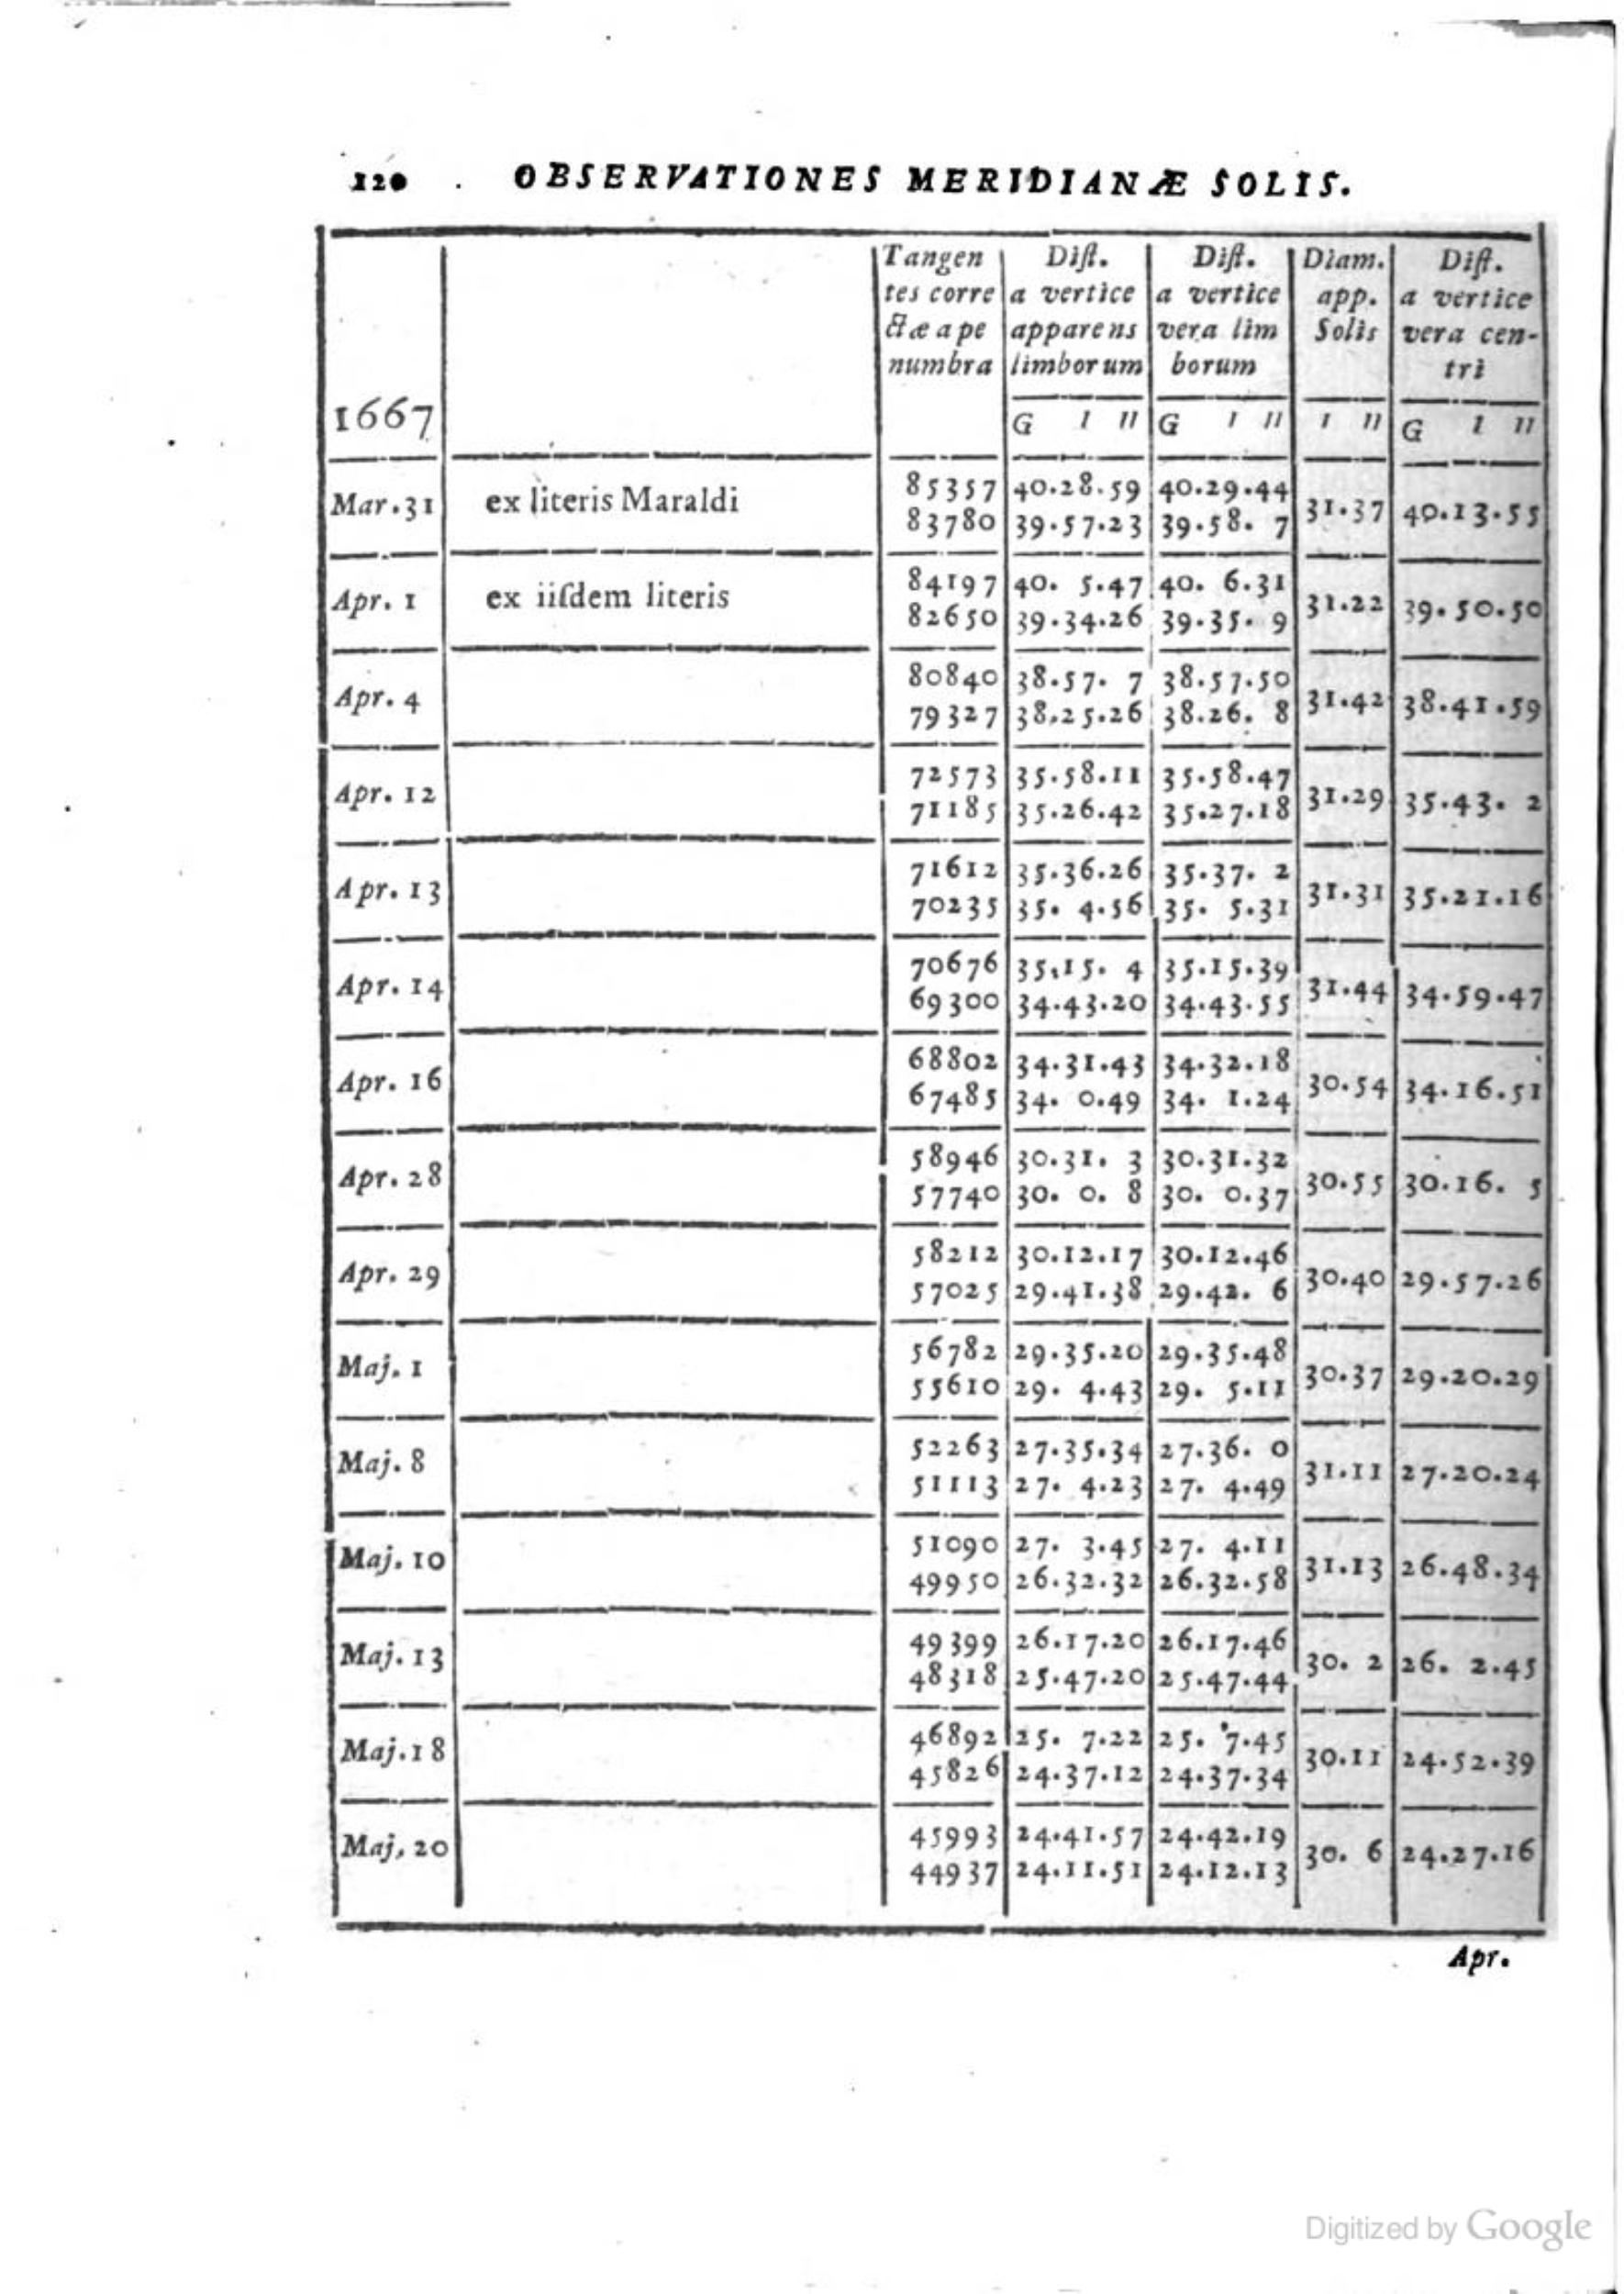 120 . OBSERVATIONES MERIDIANÆ SOLIS.
1667
Tangen
tes corre
ctæ a pe
numbra
Dist.
a vertice
apparens
limborum
G I II
Dist.
a vertice
vera lim
borum
G I II
Diam.
app.
Solis
I II
Dist.
a vertice
vera cen-
tri
G I II
Mar. 31 ex literis Maraldi
85357 40.28.59 40.29.44
83780 39.57.23 39.58. 7
31.37 40.13.55
Apr. 1 ex iisdem literis
84197 40. 5.47 40. 6.31
82650 39.34.26 39.35. 9
31.22 39.50.50
Apr. 4
80840 38.57. 7 38.57.50
79327 38,25.26 38.26. 8
31.42 38.41.59
Apr. 12
72573 35.58.11 35.58.47
71185 35.26.42 35.27.18
31.29 35.43. 2
Apr. 13
71612 35.36.26 35.37. 2
70235 35. 4.56 35. 5.31
31.31 35.21.16
Apr. 14
70676 35,15. 4 35.15.39
69300 34.43.20 34.43.55
31.44 34.59.47
Apr. 16
68802 34.31.43 34.32.18
67485 34. 0.49 34. 1.24
30.54 34.16.51
Apr. 28
58946 30.31. 3 30.31.32
57740 30. 0. 8 30. 0.37
30.55 30.16. 5
Apr. 29
58212 30.12.17 30.12.46
57025 29.41.38 29.42. 6
30.40 29.57.26
Maj. 1
56782 29.35.20 29.35.48
55610 29. 4.43 29. 5.11
30.37 29.20.29
Maj. 8
52263 27.35.34 27.36. 0
51113 27. 4.23 27. 4.49
31.11 27.20.24
Maj. 10
51090 27. 3.45 27. 4.11
49950 26.32.32 26.32.58
31.13 26.48.34
Maj. 13
49399 26.17.20 26.17.46
48318 25.47.20 25.47.44
30. 2 26. 2.45
Maj. 18
46892 25. 7.22 25. 7.45
45826 24.37.12 24.37.34
30.11 24.52.39
Maj, 20
45993 24.41.57 24.42.19
44937 24.11.51 24.12.13
30. 6 24.27.16
Apr.
Digitized by Google